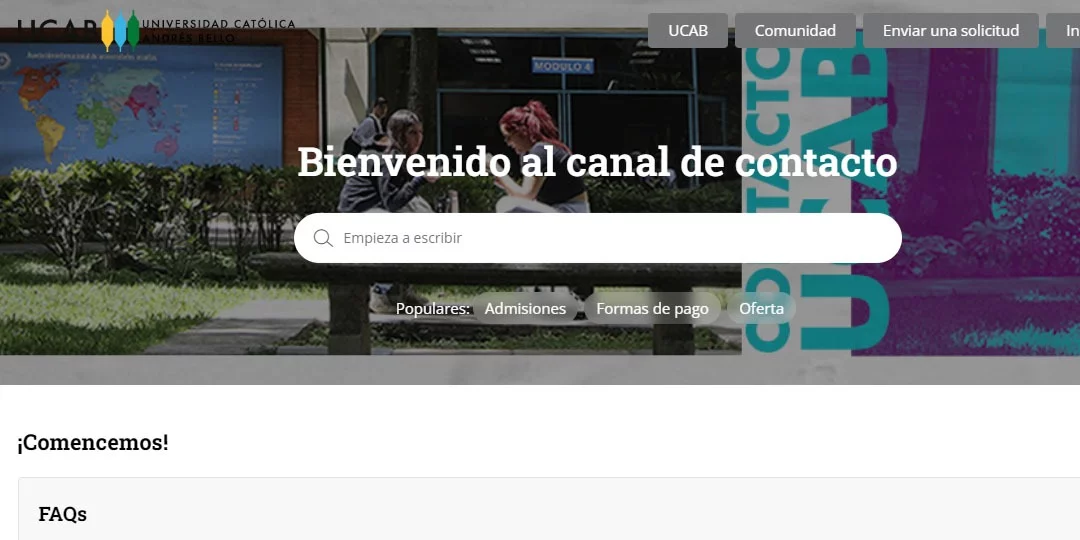 UCAB
UNIVERSIDAD CATÓLICA
ANDRÉS BELLO
UCAB
Comunidad
Enviar una solicitud
In
MODULO 4
Bienvenido al canal de contacto
CONTACTO
UCAB
Empieza a escribir
Populares: Admisiones Formas de pago Oferta
¡Comencemos!
FAQs